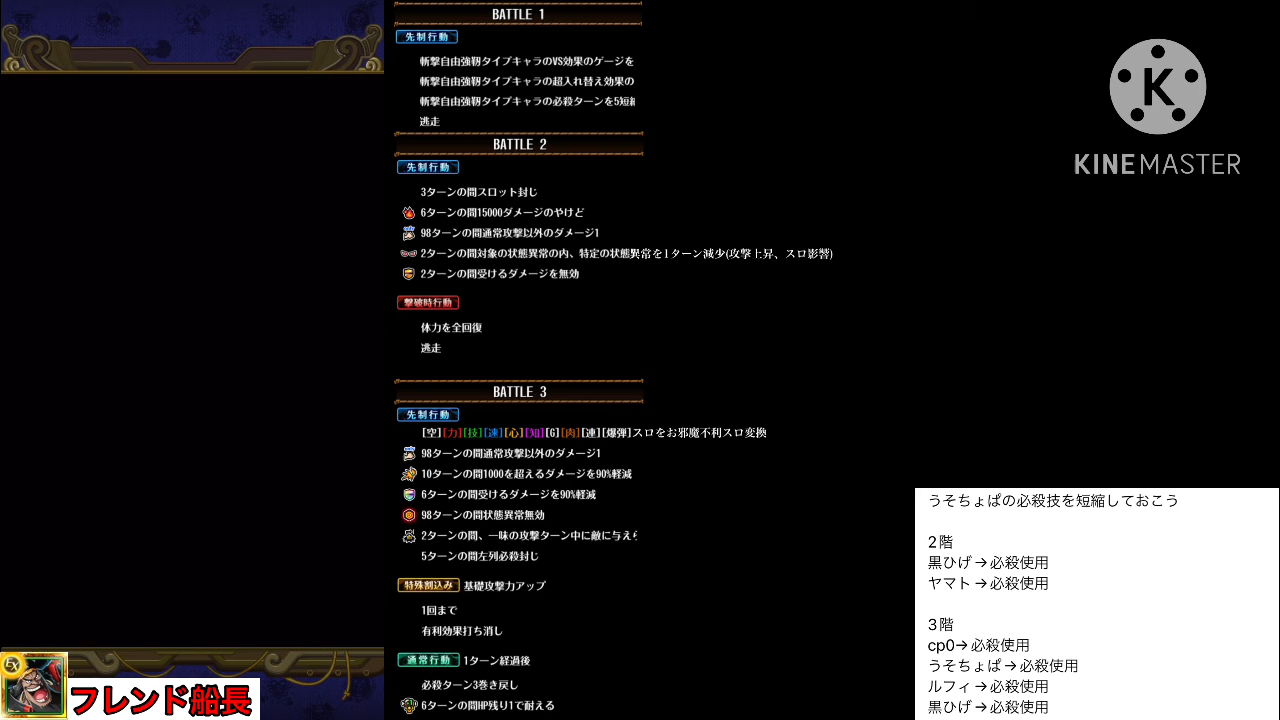 BATTLE 1
先制行動
斬撃自由強靭タイプキャラのVS効果のゲージを
斬撃自由強靭タイプキャラの超入れ替え効果の
斬撃自由強靭タイプキャラの必殺ターンを5短縮
逃走
BATTLE 2
先制行動
3ターンの間スロット封じ
6ターンの間15000ダメージのやけど
98ターンの間通常攻撃以外のダメージ1
2ターンの間対象の状態異常の内、特定の状態異常を1ターン減少(攻撃上昇、スロ影響)
2ターンの間受けるダメージを無効
撃破時行動
体力を全回復
逃走
BATTLE 3
先制行動
[空][力][技][速][心][知][G][肉][連][爆弾]スロをお邪魔不利スロ変換
98ターンの間通常攻撃以外のダメージ1
10ターンの間1000を超えるダメージを90%軽減
6ターンの間受けるダメージを90%軽減
98ターンの間状態異常無効
2ターンの間、一味の攻撃ターン中に敵に与えら
5ターンの間左列必殺封じ
特殊割込み 基礎攻撃力アップ
1回まで
有利効果打ち消し
通常行動 1ターン経過後
必殺ターン3巻き戻し
6ターンの間HP残り1で耐える
KINEMASTER
うそちょぱの必殺技を短縮しておこう
2階
黒ひげ→必殺使用
ヤマト→必殺使用
3階
cp0→必殺使用
うそちょぱ→必殺使用
ルフィ→必殺使用
黒ひげ→必殺使用
EX
フレンド船長